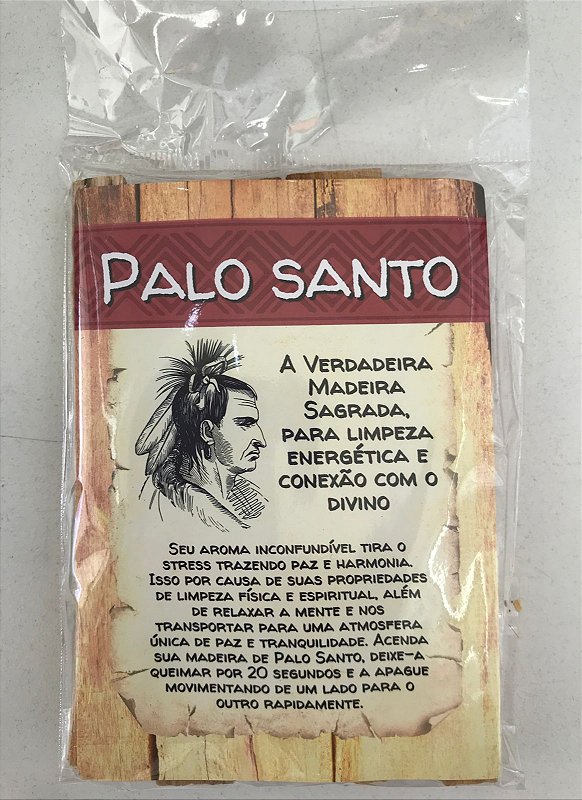 PALO SANTO
A VERDADEIRA
MADEIRA
SAGRADA,
PARA LIMPEZA
ENERGÉTICA E
CONEXÃO COM O
DIVINO
SEU AROMA INCONFUNDÍVEL TIRA O
STRESS TRAZENDO PAZ E HARMONIA.
ISSO POR CAUSA DE SUAS PROPRIEDADES
DE LIMPEZA FÍSICA E ESPIRITUAL, ALÉM
DE RELAXAR A MENTE E NOS
TRANSPORTAR PARA UMA ATMOSFERA
ÚNICA DE PAZ E TRANQUILIDADE. ACENDA
SUA MADEIRA DE PALO SANTO, DEIXE-A
QUEIMAR POR 20 SEGUNDOS E A APAGUE
MOVIMENTANDO DE UM LADO PARA O
OUTRO RAPIDAMENTE.